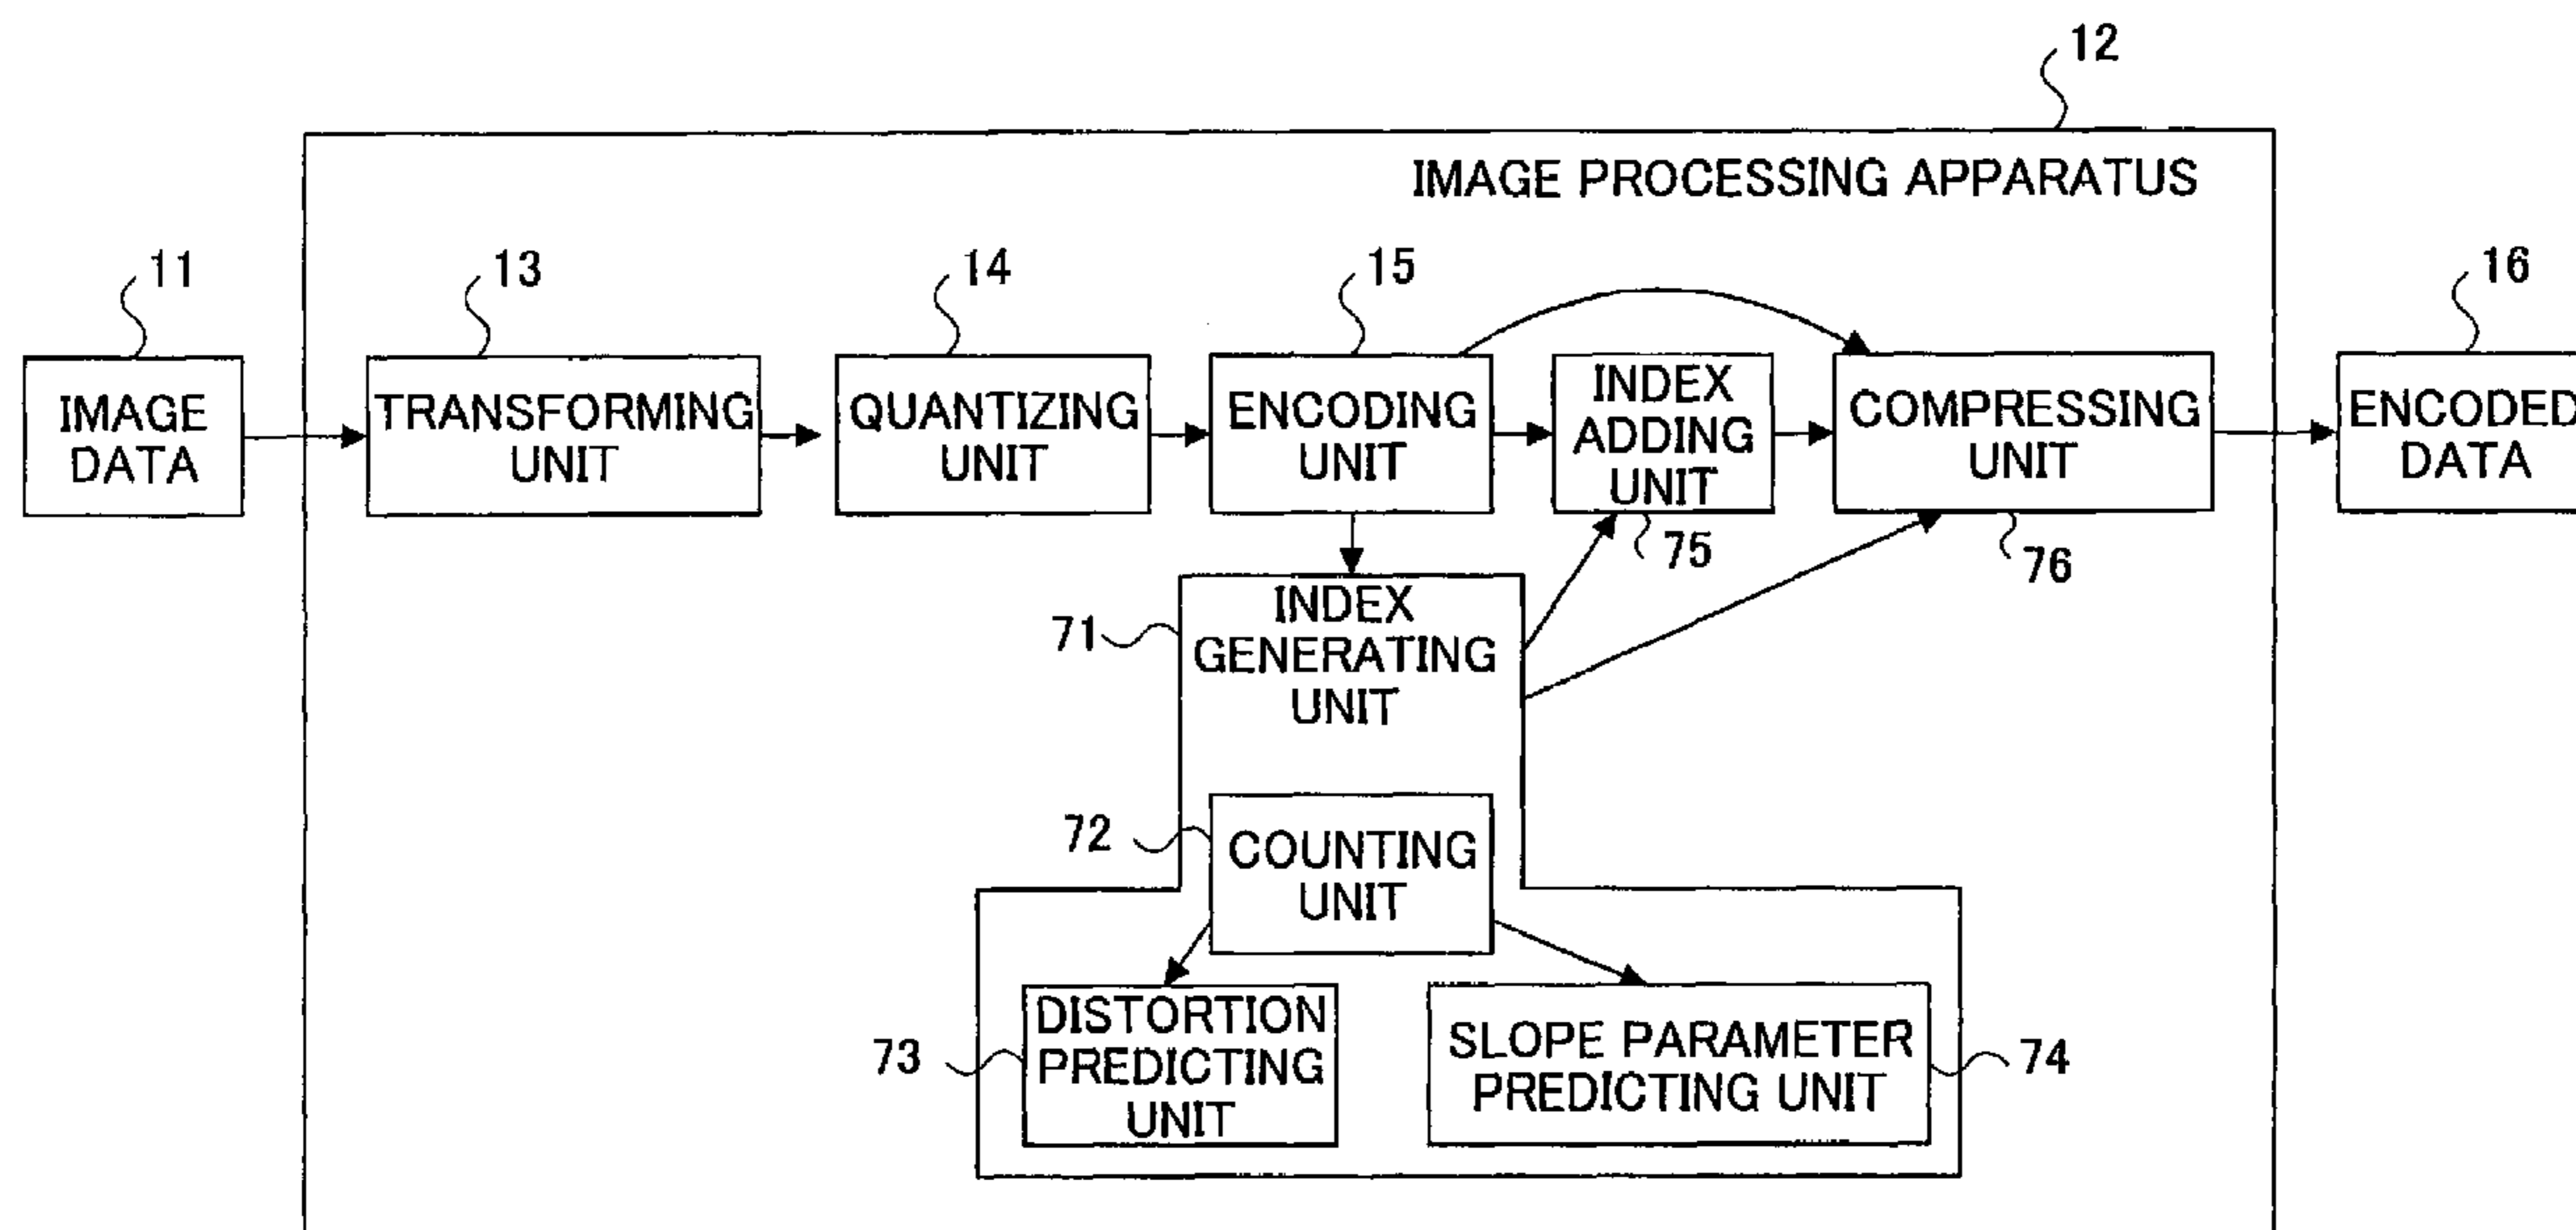 12
IMAGE PROCESSING APPARATUS
11
13
14
15
16
IMAGE
DATA
TRANSFORMING
UNIT
QUANTIZING
UNIT
ENCODING
UNIT
INDEX
ADDING
UNIT
COMPRESSING
UNIT
ENCODED
DATA
75
76
71
INDEX
GENERATING
UNIT
72
COUNTING
UNIT
73
DISTORTION
PREDICTING
UNIT
SLOPE PARAMETER
PREDICTING UNIT
74